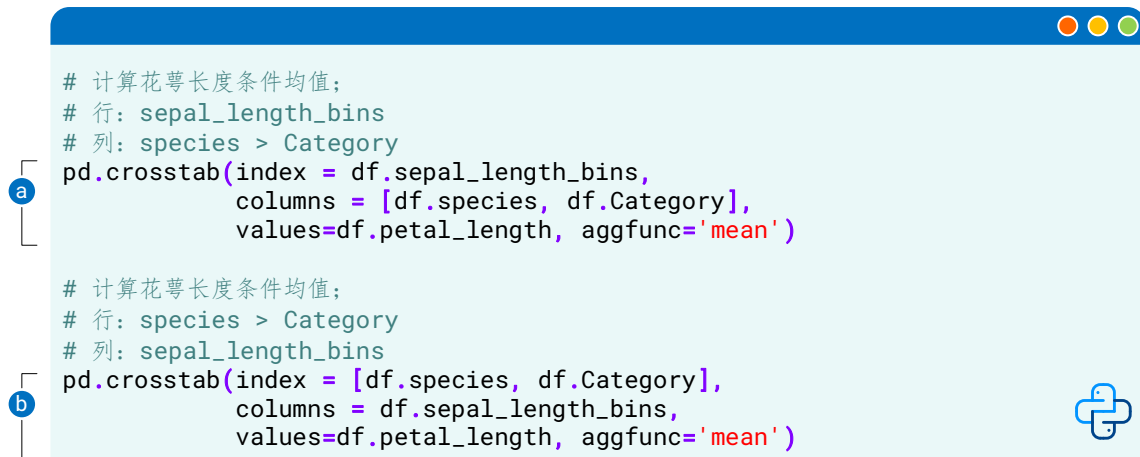 # 计算花萼长度条件均值；
# 行：sepal_length_bins
# 列：species > Category
a
pd.crosstab(index = df.sepal_length_bins,
columns = [df.species, df.Category],
values=df.petal_length, aggfunc='mean')
# 计算花萼长度条件均值；
# 行：species > Category
# 列：sepal_length_bins
b
pd.crosstab(index = [df.species, df.Category],
columns = df.sepal_length_bins,
values=df.petal_length, aggfunc='mean')